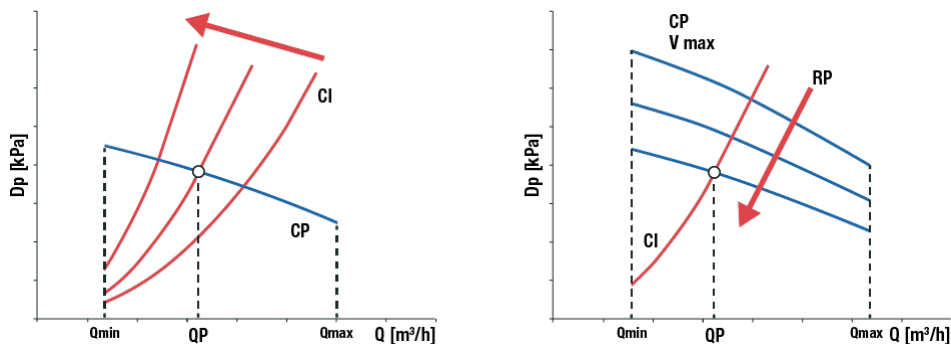 Dp [kPa]
CI
CP
Qmin
QP
Qmax
Q [m³/h]
Dp [kPa]
CP
V max
RP
CI
Qmin
QP
Qmax
Q [m³/h]